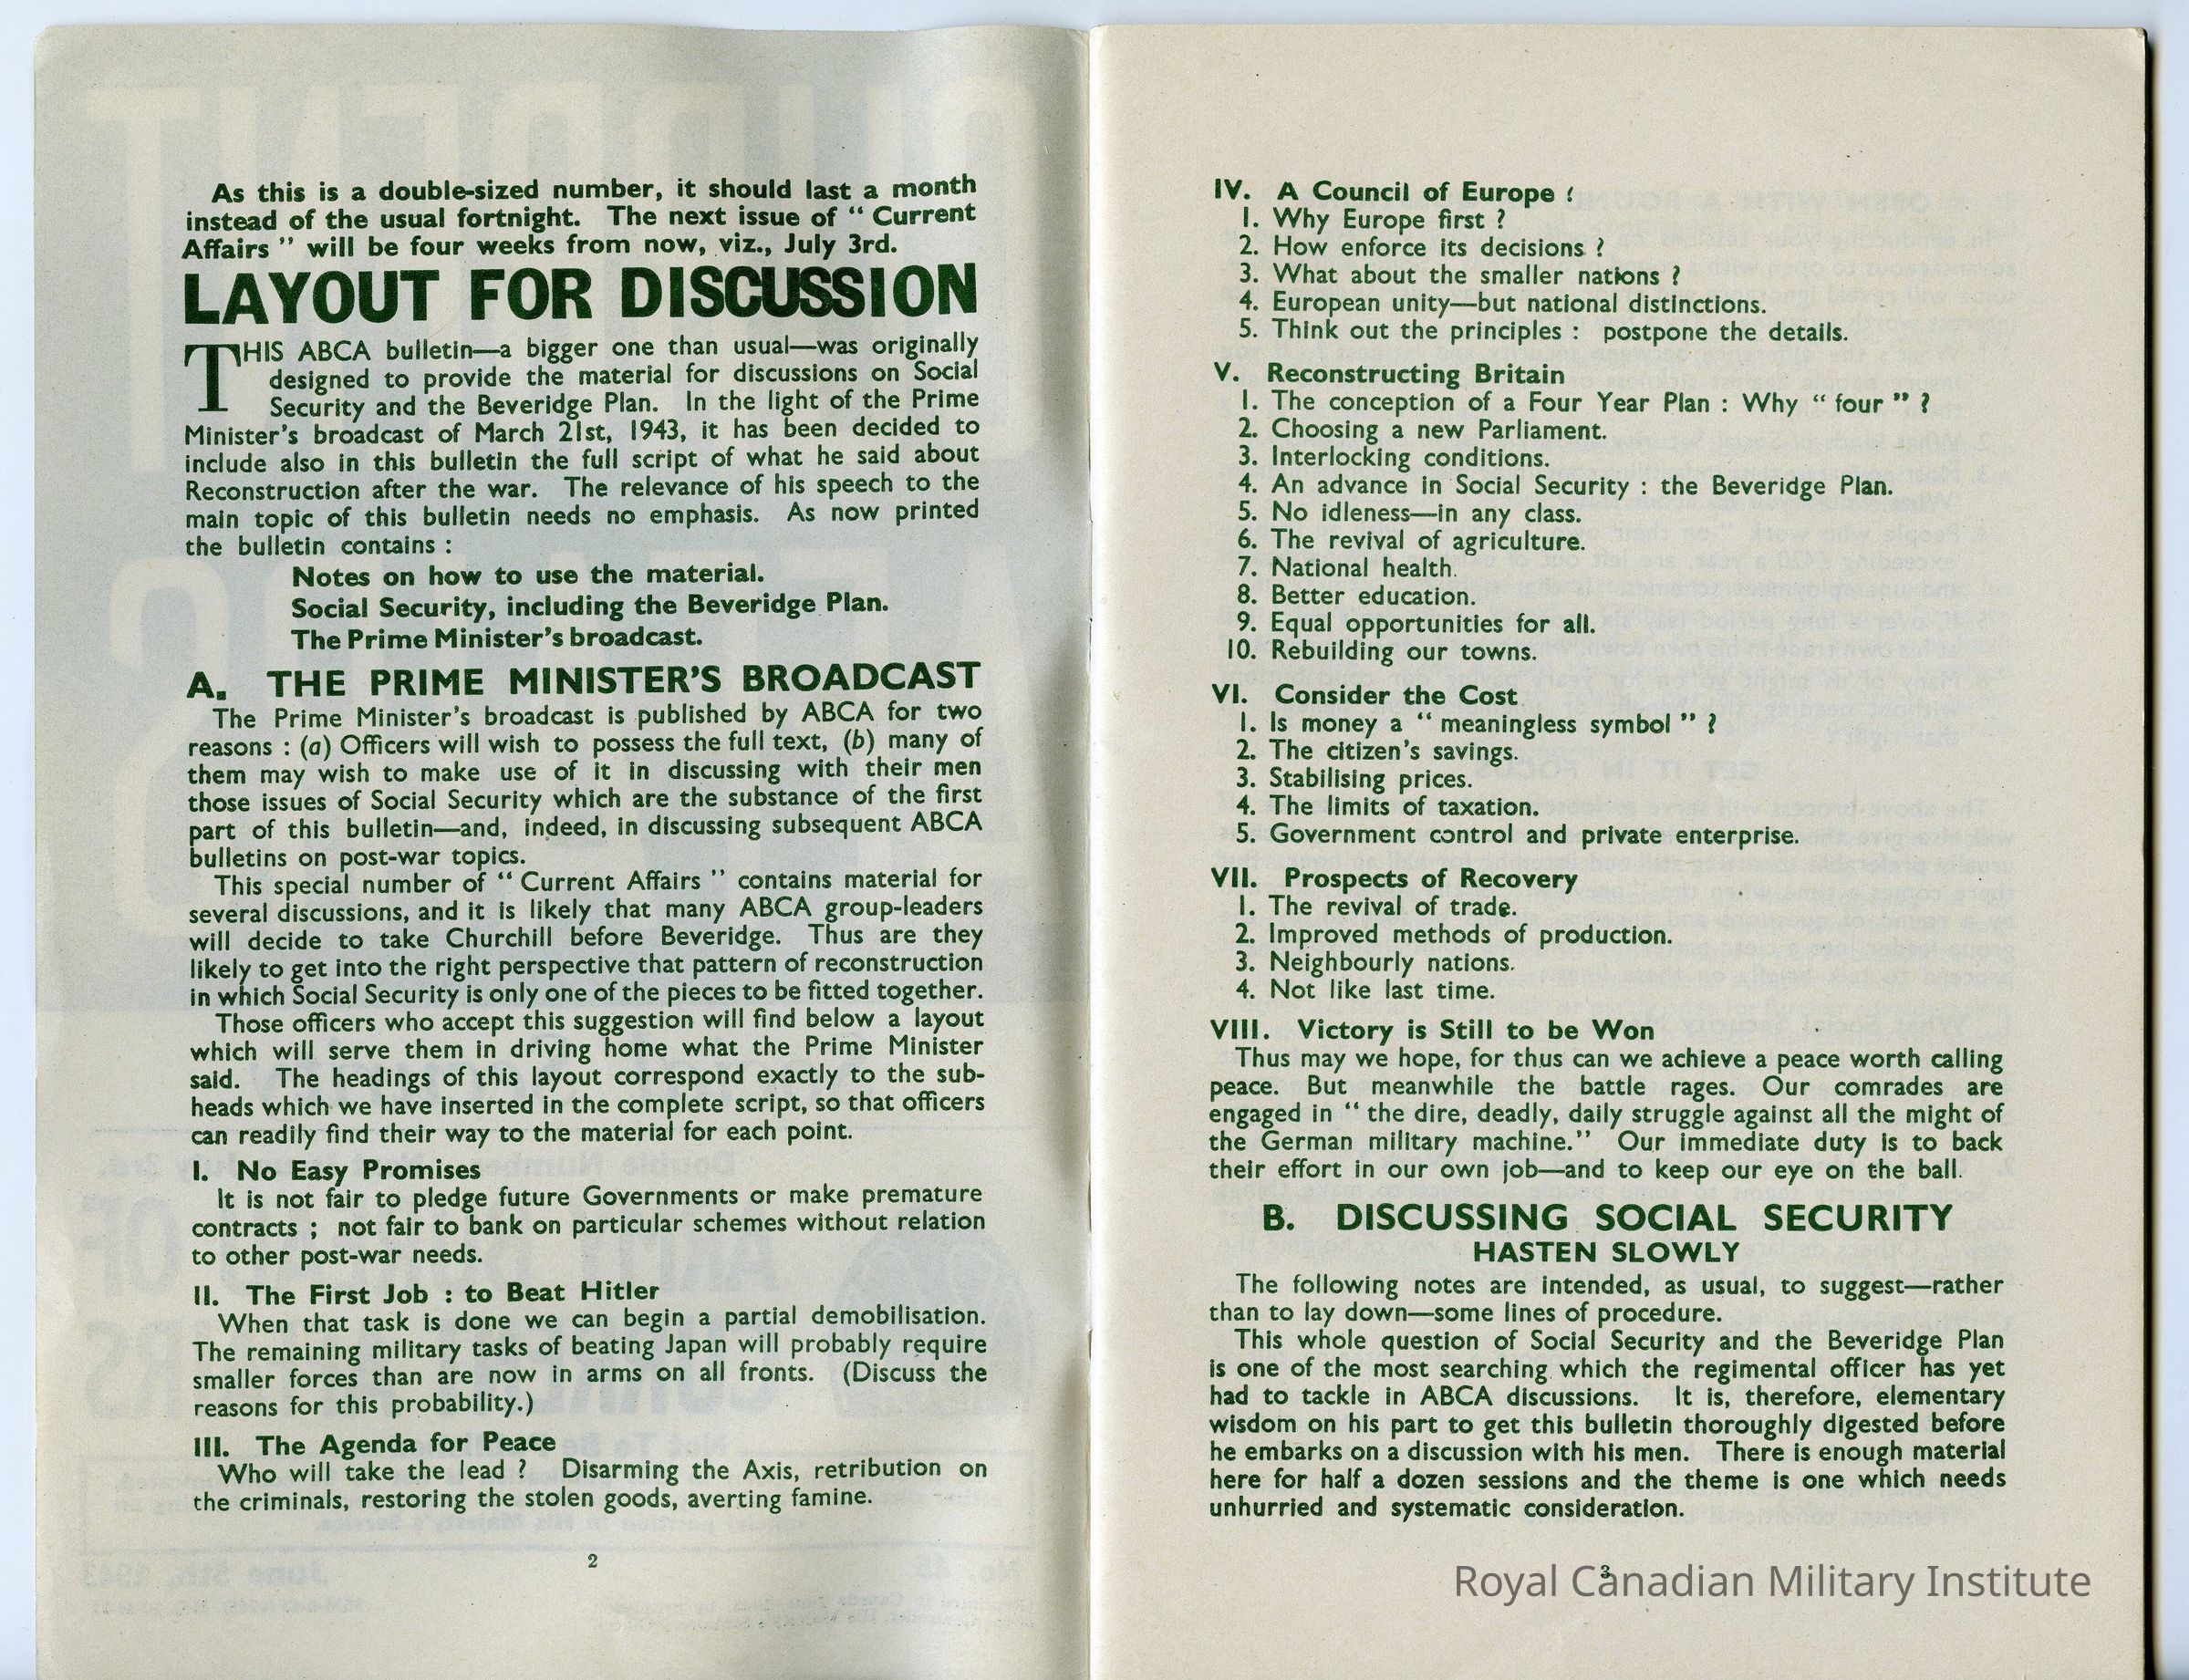 As this is a double-sized number, it should last a month
instead of the usual fortnight. The next issue of “ Current
Affairs ” will be four weeks from now, viz., July 3rd.
LAYOUT FOR DISCUSSION
THIS ABCA bulletin—a bigger one than usual—was originally
designed to provide the material for discussions on Social
Security and the Beveridge Plan. In the light of the Prime
Minister’s broadcast of March 21st, 1943, it has been decided to
include also in this bulletin the full script of what he said about
Reconstruction after the war. The relevance of his speech to the
main topic of this bulletin needs no emphasis. As now printed
the bulletin contains :
Notes on how to use the material.
Social Security, including the Beveridge Plan.
The Prime Minister’s broadcast.
A. THE PRIME MINISTER’S BROADCAST
The Prime Minister’s broadcast is published by ABCA for two
reasons : (a) Officers will wish to possess the full text, (b) many of
them may wish to make use of it in discussing with their men
those issues of Social Security which are the substance of the first
part of this bulletin—and, indeed, in discussing subsequent ABCA
bulletins on post-war topics.
This special number of “ Current Affairs ” contains material for
several discussions, and it is likely that many ABCA group-leaders
will decide to take Churchill before Beveridge. Thus are they
likely to get into the right perspective that pattern of reconstruction
in which Social Security is only one of the pieces to be fitted together.
Those officers who accept this suggestion will find below a layout
which will serve them in driving home what the Prime Minister
said. The headings of this layout correspond exactly to the sub-
heads which we have inserted in the complete script, so that officers
can readily find their way to the material for each point.
I. No Easy Promises
It is not fair to pledge future Governments or make premature
contracts ; not fair to bank on particular schemes without relation
to other post-war needs.
II. The First Job : to Beat Hitler
When that task is done we can begin a partial demobilisation.
The remaining military tasks of beating Japan will probably require
smaller forces than are now in arms on all fronts. (Discuss the
reasons for this probability.)
III. The Agenda for Peace
Who will take the lead ? Disarming the Axis, retribution on
the criminals, restoring the stolen goods, averting famine.
2
IV. A Council of Europe ?
1. Why Europe first ?
2. How enforce its decisions ?
3. What about the smaller nations ?
4. European unity—but national distinctions.
5. Think out the principles : postpone the details.
V. Reconstructing Britain
1. The conception of a Four Year Plan : Why “ four ” ?
2. Choosing a new Parliament.
3. Interlocking conditions.
4. An advance in Social Security : the Beveridge Plan.
5. No idleness—in any class.
6. The revival of agriculture.
7. National health.
8. Better education.
9. Equal opportunities for all.
10. Rebuilding our towns.
VI. Consider the Cost
1. Is money a “ meaningless symbol ” ?
2. The citizen’s savings.
3. Stabilising prices.
4. The limits of taxation.
5. Government control and private enterprise.
VII. Prospects of Recovery
1. The revival of trade.
2. Improved methods of production.
3. Neighbourly nations.
4. Not like last time.
VIII. Victory is Still to be Won
Thus may we hope, for thus can we achieve a peace worth calling
peace. But meanwhile the battle rages. Our comrades are
engaged in “ the dire, deadly, daily struggle against all the might of
the German military machine.” Our immediate duty is to back
their effort in our own job—and to keep our eye on the ball.
B. DISCUSSING SOCIAL SECURITY
HASTEN SLOWLY
The following notes are intended, as usual, to suggest—rather
than to lay down—some lines of procedure.
This whole question of Social Security and the Beveridge Plan
is one of the most searching which the regimental officer has yet
had to tackle in ABCA discussions. It is, therefore, elementary
wisdom on his part to get this bulletin thoroughly digested before
he embarks on a discussion with his men. There is enough material
here for half a dozen sessions and the theme is one which needs
unhurried and systematic consideration.
3
Royal Canadian Military Institute